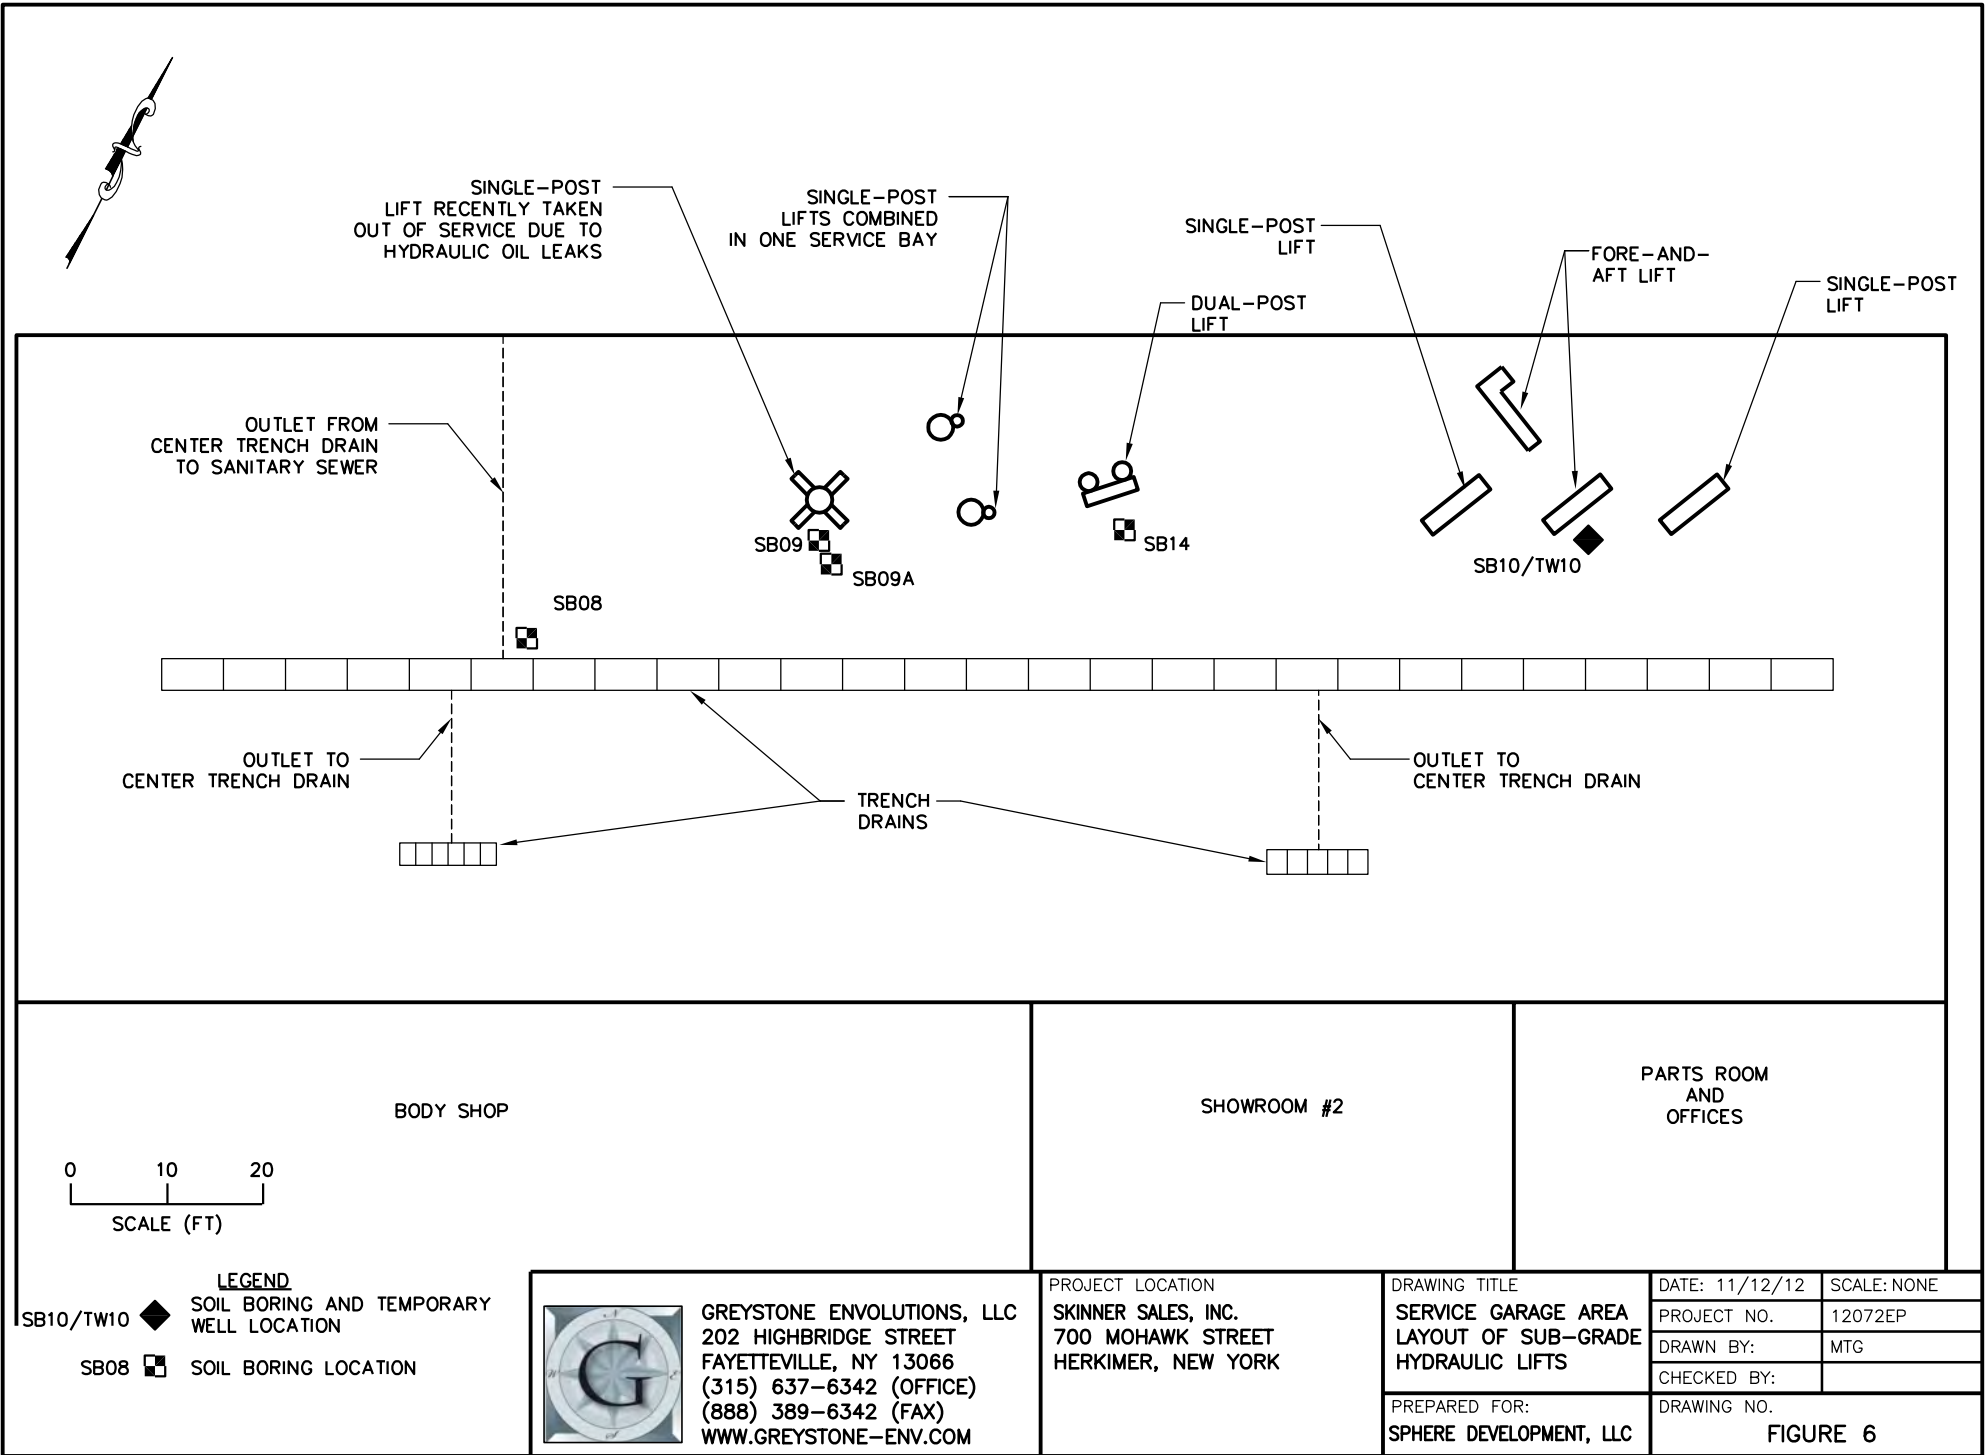 SINGLE-POST
LIFT RECENTLY TAKEN
OUT OF SERVICE DUE TO
HYDRAULIC OIL LEAKS
SINGLE-POST
LIFTS COMBINED
IN ONE SERVICE BAY
SINGLE-POST
LIFT
FORE-AND-
AFT LIFT
SINGLE-POST
LIFT
DUAL-POST
LIFT
OUTLET FROM
CENTER TRENCH DRAIN
TO SANITARY SEWER
SB09
SB09A
SB14
SB10/TW10
SB08
OUTLET TO
CENTER TRENCH DRAIN
TRENCH
DRAINS
OUTLET TO
CENTER TRENCH DRAIN
BODY SHOP
SHOWROOM #2
PARTS ROOM
AND
OFFICES
0 10 20
SCALE (FT)
LEGEND
SB10/TW10 SOIL BORING AND TEMPORARY
WELL LOCATION
SB08 SOIL BORING LOCATION
N
W
E
S
G
GREYSTONE ENVOLUTIONS, LLC
202 HIGHBRIDGE STREET
FAYETTEVILLE, NY 13066
(315) 637-6342 (OFFICE)
(888) 389-6342 (FAX)
WWW.GREYSTONE-ENV.COM
PROJECT LOCATION
SKINNER SALES, INC.
700 MOHAWK STREET
HERKIMER, NEW YORK
DRAWING TITLE
SERVICE GARAGE AREA
LAYOUT OF SUB-GRADE
HYDRAULIC LIFTS
PREPARED FOR:
SPHERE DEVELOPMENT, LLC
DATE: 11/12/12 SCALE: NONE
PROJECT NO. 12072EP
DRAWN BY: MTG
CHECKED BY:
DRAWING NO.
FIGURE 6